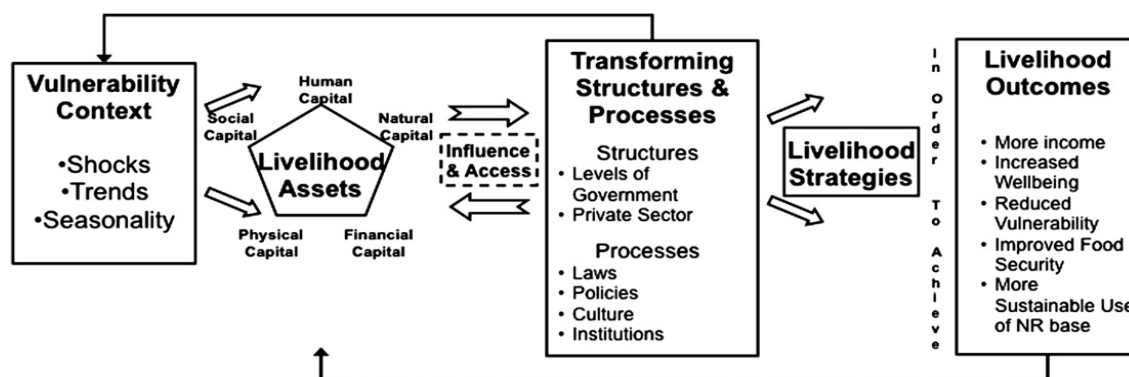 Vulnerability
Context
•Shocks
•Trends
•Seasonality
Human
Capital
Social
Capital
Natural
Capital
Livelihood
Assets
Physical
Capital
Financial
Capital
Influence
& Access
Transforming
Structures &
Processes
Structures
• Levels of
Government
• Private Sector
Processes
• Laws
• Policies
• Culture
• Institutions
Livelihood
Strategies
In Order To Achieve
Livelihood
Outcomes
• More income
• Increased
Wellbeing
• Reduced
Vulnerability
• Improved Food
Security
• More
Sustainable Use
of NR base